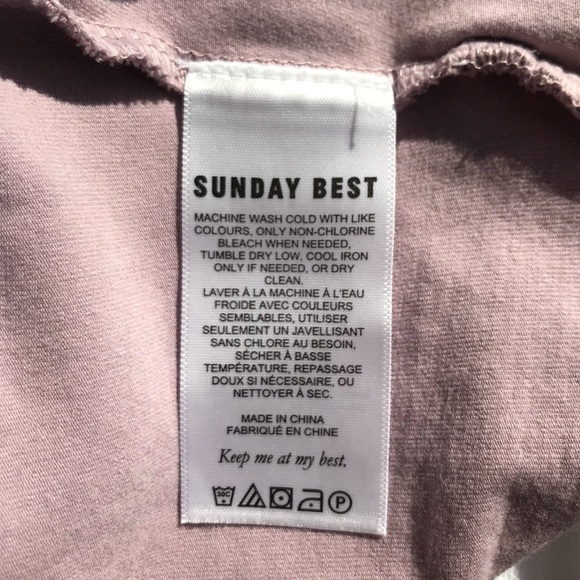 SUNDAY BEST
MACHINE WASH COLD WITH LIKE
COLOURS, ONLY NON-CHLORINE
BLEACH WHEN NEEDED,
TUMBLE DRY LOW, COOL IRON
ONLY IF NEEDED, OR DRY
CLEAN.
LAVER À LA MACHINE À L'EAU
FROIDE AVEC COULEURS
SEMBLABLES, UTILISER
SEULEMENT UN JAVELLISANT
SANS CHLORE AU BESOIN,
SÉCHER À BASSE
TEMPÉRATURE, REPASSAGE
DOUX SI NÉCESSAIRE, OU
NETTOYER À SEC.
MADE IN CHINA
FABRIQUÉ EN CHINE
Keep me at my best.
30C P